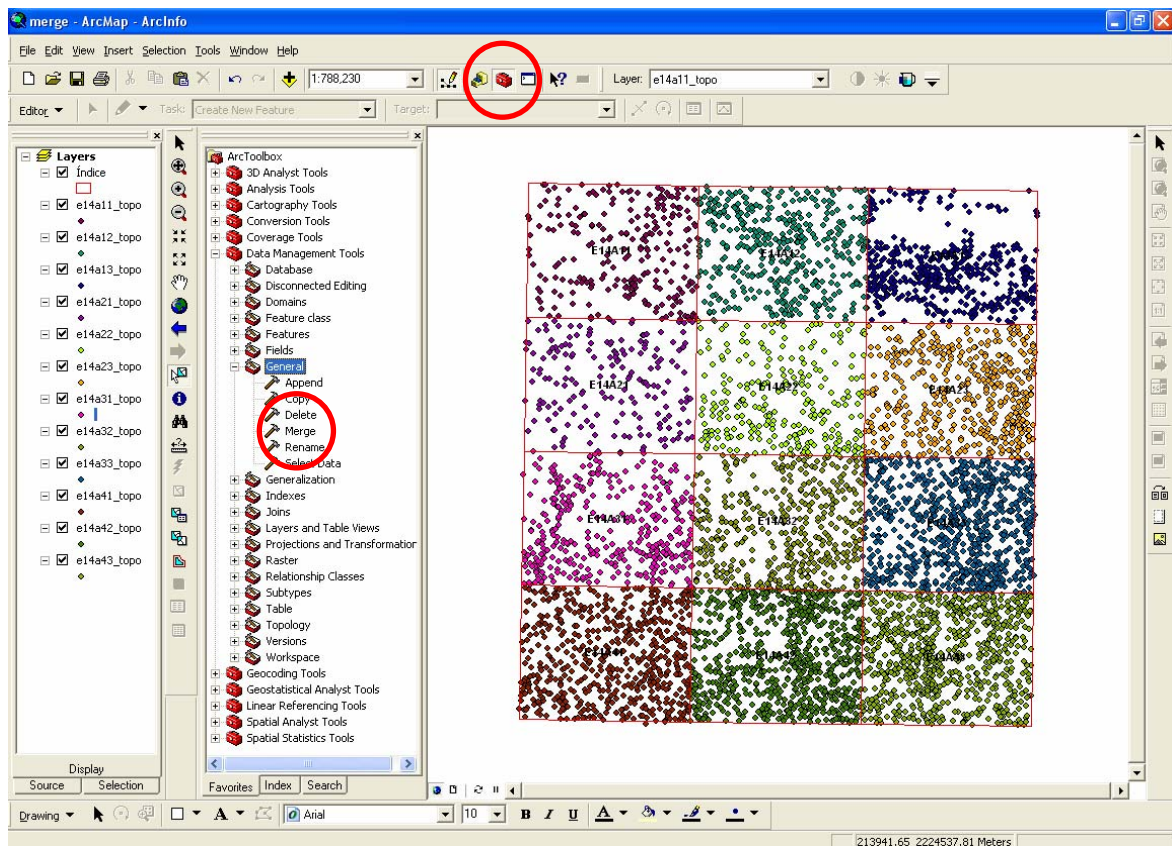 merge - ArcMap - ArcInfo
File Edit View Insert Selection Tools Window Help
1:788,230
Layer: e14a11_topo
Editor Task: Create New Feature Target:
Layers
Índice
e14a11_topo
e14a12_topo
e14a13_topo
e14a21_topo
e14a22_topo
e14a23_topo
e14a31_topo
e14a32_topo
e14a33_topo
e14a41_topo
e14a42_topo
e14a43_topo
Display
Source Selection
ArcToolbox
3D Analyst Tools
Analysis Tools
Cartography Tools
Conversion Tools
Coverage Tools
Data Management Tools
Database
Disconnected Editing
Domains
Feature class
Features
Fields
General
Append
Copy
Delete
Merge
Rename
Select Data
Generalization
Indexes
Joins
Layers and Table Views
Projections and Transformation
Raster
Relationship Classes
Subtypes
Table
Topology
Versions
Workspace
Geocoding Tools
Geostatistical Analyst Tools
Linear Referencing Tools
Spatial Analyst Tools
Spatial Statistics Tools
Favorites Index Search
E14A11 E14A12
E14A21 E14A22 E14A23
E14A31 E14A32
E14A43
Drawing A Arial 10 B I U A
213941.65 2224537.81 Meters